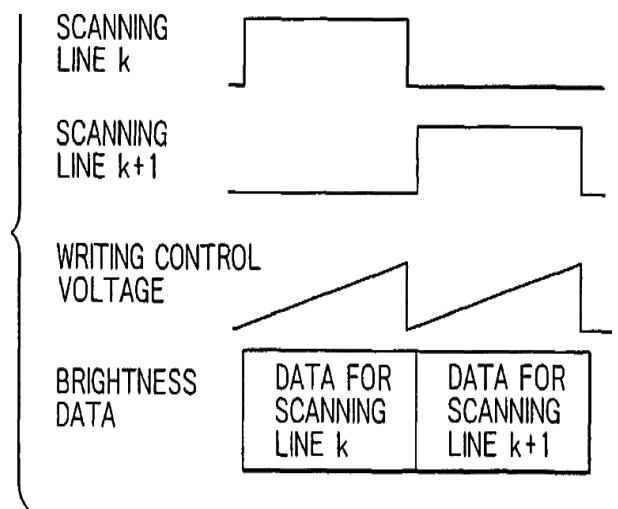 SCANNING
LINE k
SCANNING
LINE k+1
WRITING CONTROL
VOLTAGE
BRIGHTNESS
DATA
DATA FOR
SCANNING
LINE k
DATA FOR
SCANNING
LINE k+1